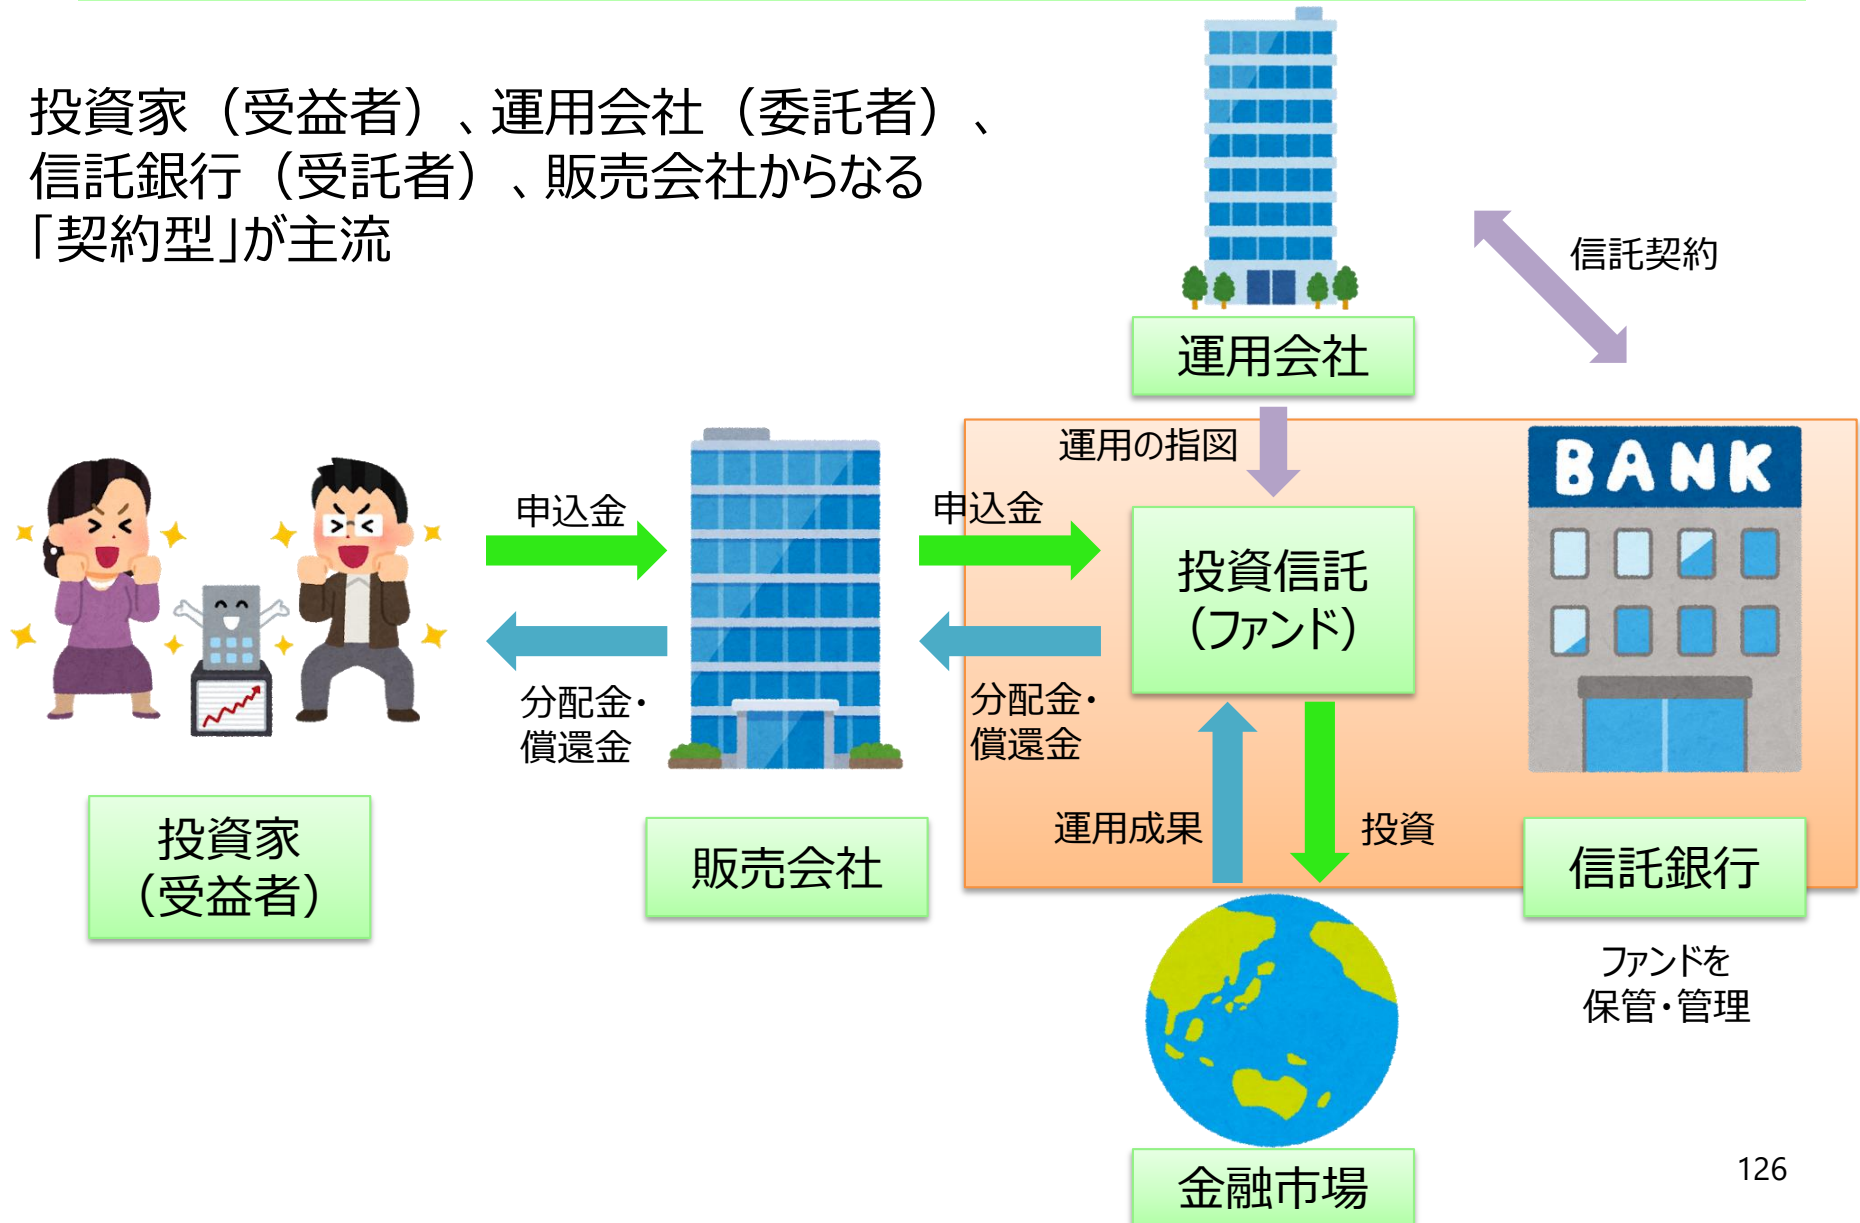 投資家（受益者）、運用会社（委託者）、
信託銀行（受託者）、販売会社からなる
「契約型」が主流
信託契約
運用会社
運用の指図
BANK
申込金
申込金
投資信託
（ファンド）
分配金・
償還金
分配金・
償還金
運用成果
投資
投資家
（受益者）
販売会社
信託銀行
ファンドを
保管・管理
金融市場
126